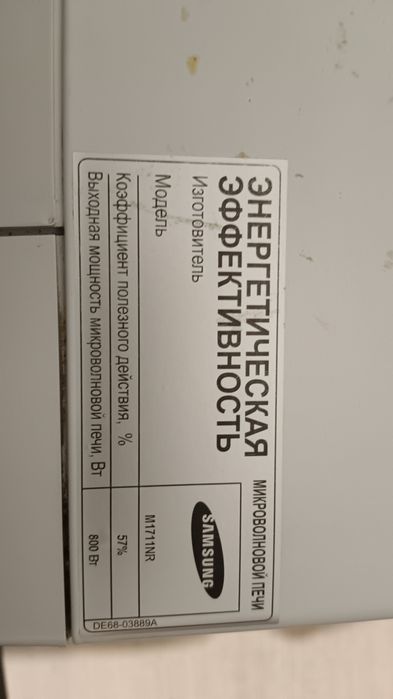 ЭНЕРГЕТИЧЕСКАЯ
ЭФФЕКТИВНОСТЬ
МИКРОВОЛНОВОЙ ПЕЧИ
Изготовитель
SAMSUNG
Модель
M1711NR
Коэффициент полезного действия, %
57%
Выходная мощность микроволновой печи, Вт
800 Вт
DE68-03889A